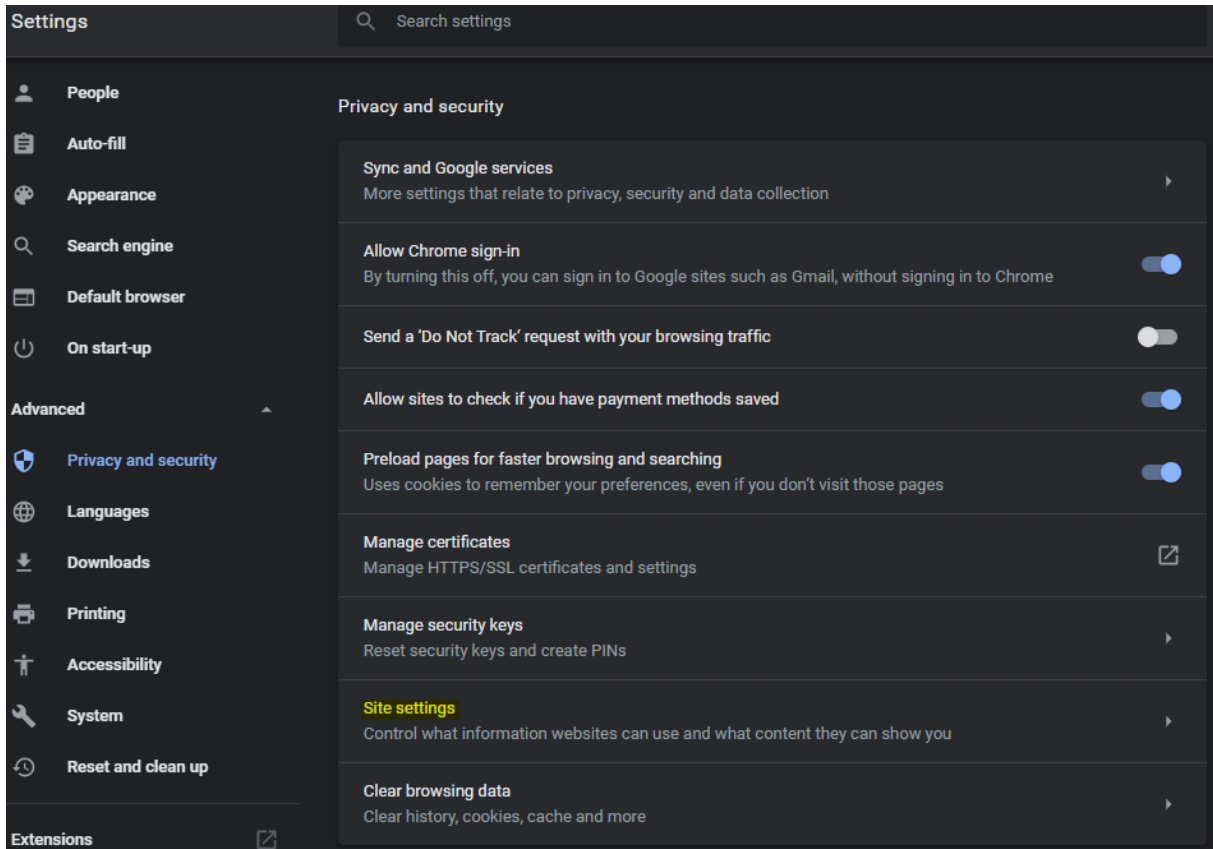 Settings
Search settings
People
Auto-fill
Appearance
Search engine
Default browser
On start-up
Advanced
Privacy and security
Languages
Downloads
Printing
Accessibility
System
Reset and clean up
Extensions
Privacy and security
Sync and Google services
More settings that relate to privacy, security and data collection
Allow Chrome sign-in
By turning this off, you can sign in to Google sites such as Gmail, without signing in to Chrome
Send a ‘Do Not Track’ request with your browsing traffic
Allow sites to check if you have payment methods saved
Preload pages for faster browsing and searching
Uses cookies to remember your preferences, even if you don’t visit those pages
Manage certificates
Manage HTTPS/SSL certificates and settings
Manage security keys
Reset security keys and create PINs
Site settings
Control what information websites can use and what content they can show you
Clear browsing data
Clear history, cookies, cache and more